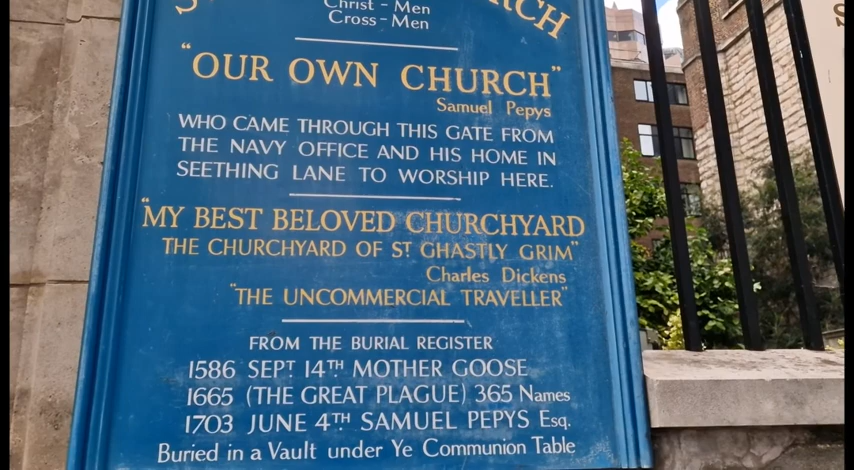 Christ - Men
Cross - Men
"OUR OWN CHURCH"
Samuel Pepys
WHO CAME THROUGH THIS GATE FROM
THE NAVY OFFICE AND HIS HOME IN
SEETHING LANE TO WORSHIP HERE.
"MY BEST BELOVED CHURCHYARD
THE CHURCHYARD OF ST GHASTLY GRIM"
Charles Dickens
"THE UNCOMMERCIAL TRAVELLER"
FROM THE BURIAL REGISTER
1586 SEPT 14TH MOTHER GOOSE
1665 (THE GREAT PLAGUE) 365 Names
1703 JUNE 4TH SAMUEL PEPYS Esq.
Buried in a Vault under Ye Communion Table